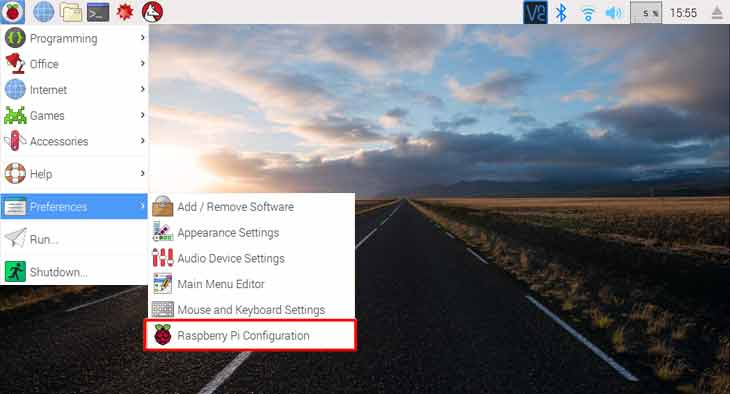 V2
5 %
15:55
Programming
Office
Internet
Games
Accessories
Help
Preferences
Run...
Shutdown...
Add / Remove Software
Appearance Settings
Audio Device Settings
Main Menu Editor
Mouse and Keyboard Settings
Raspberry Pi Configuration